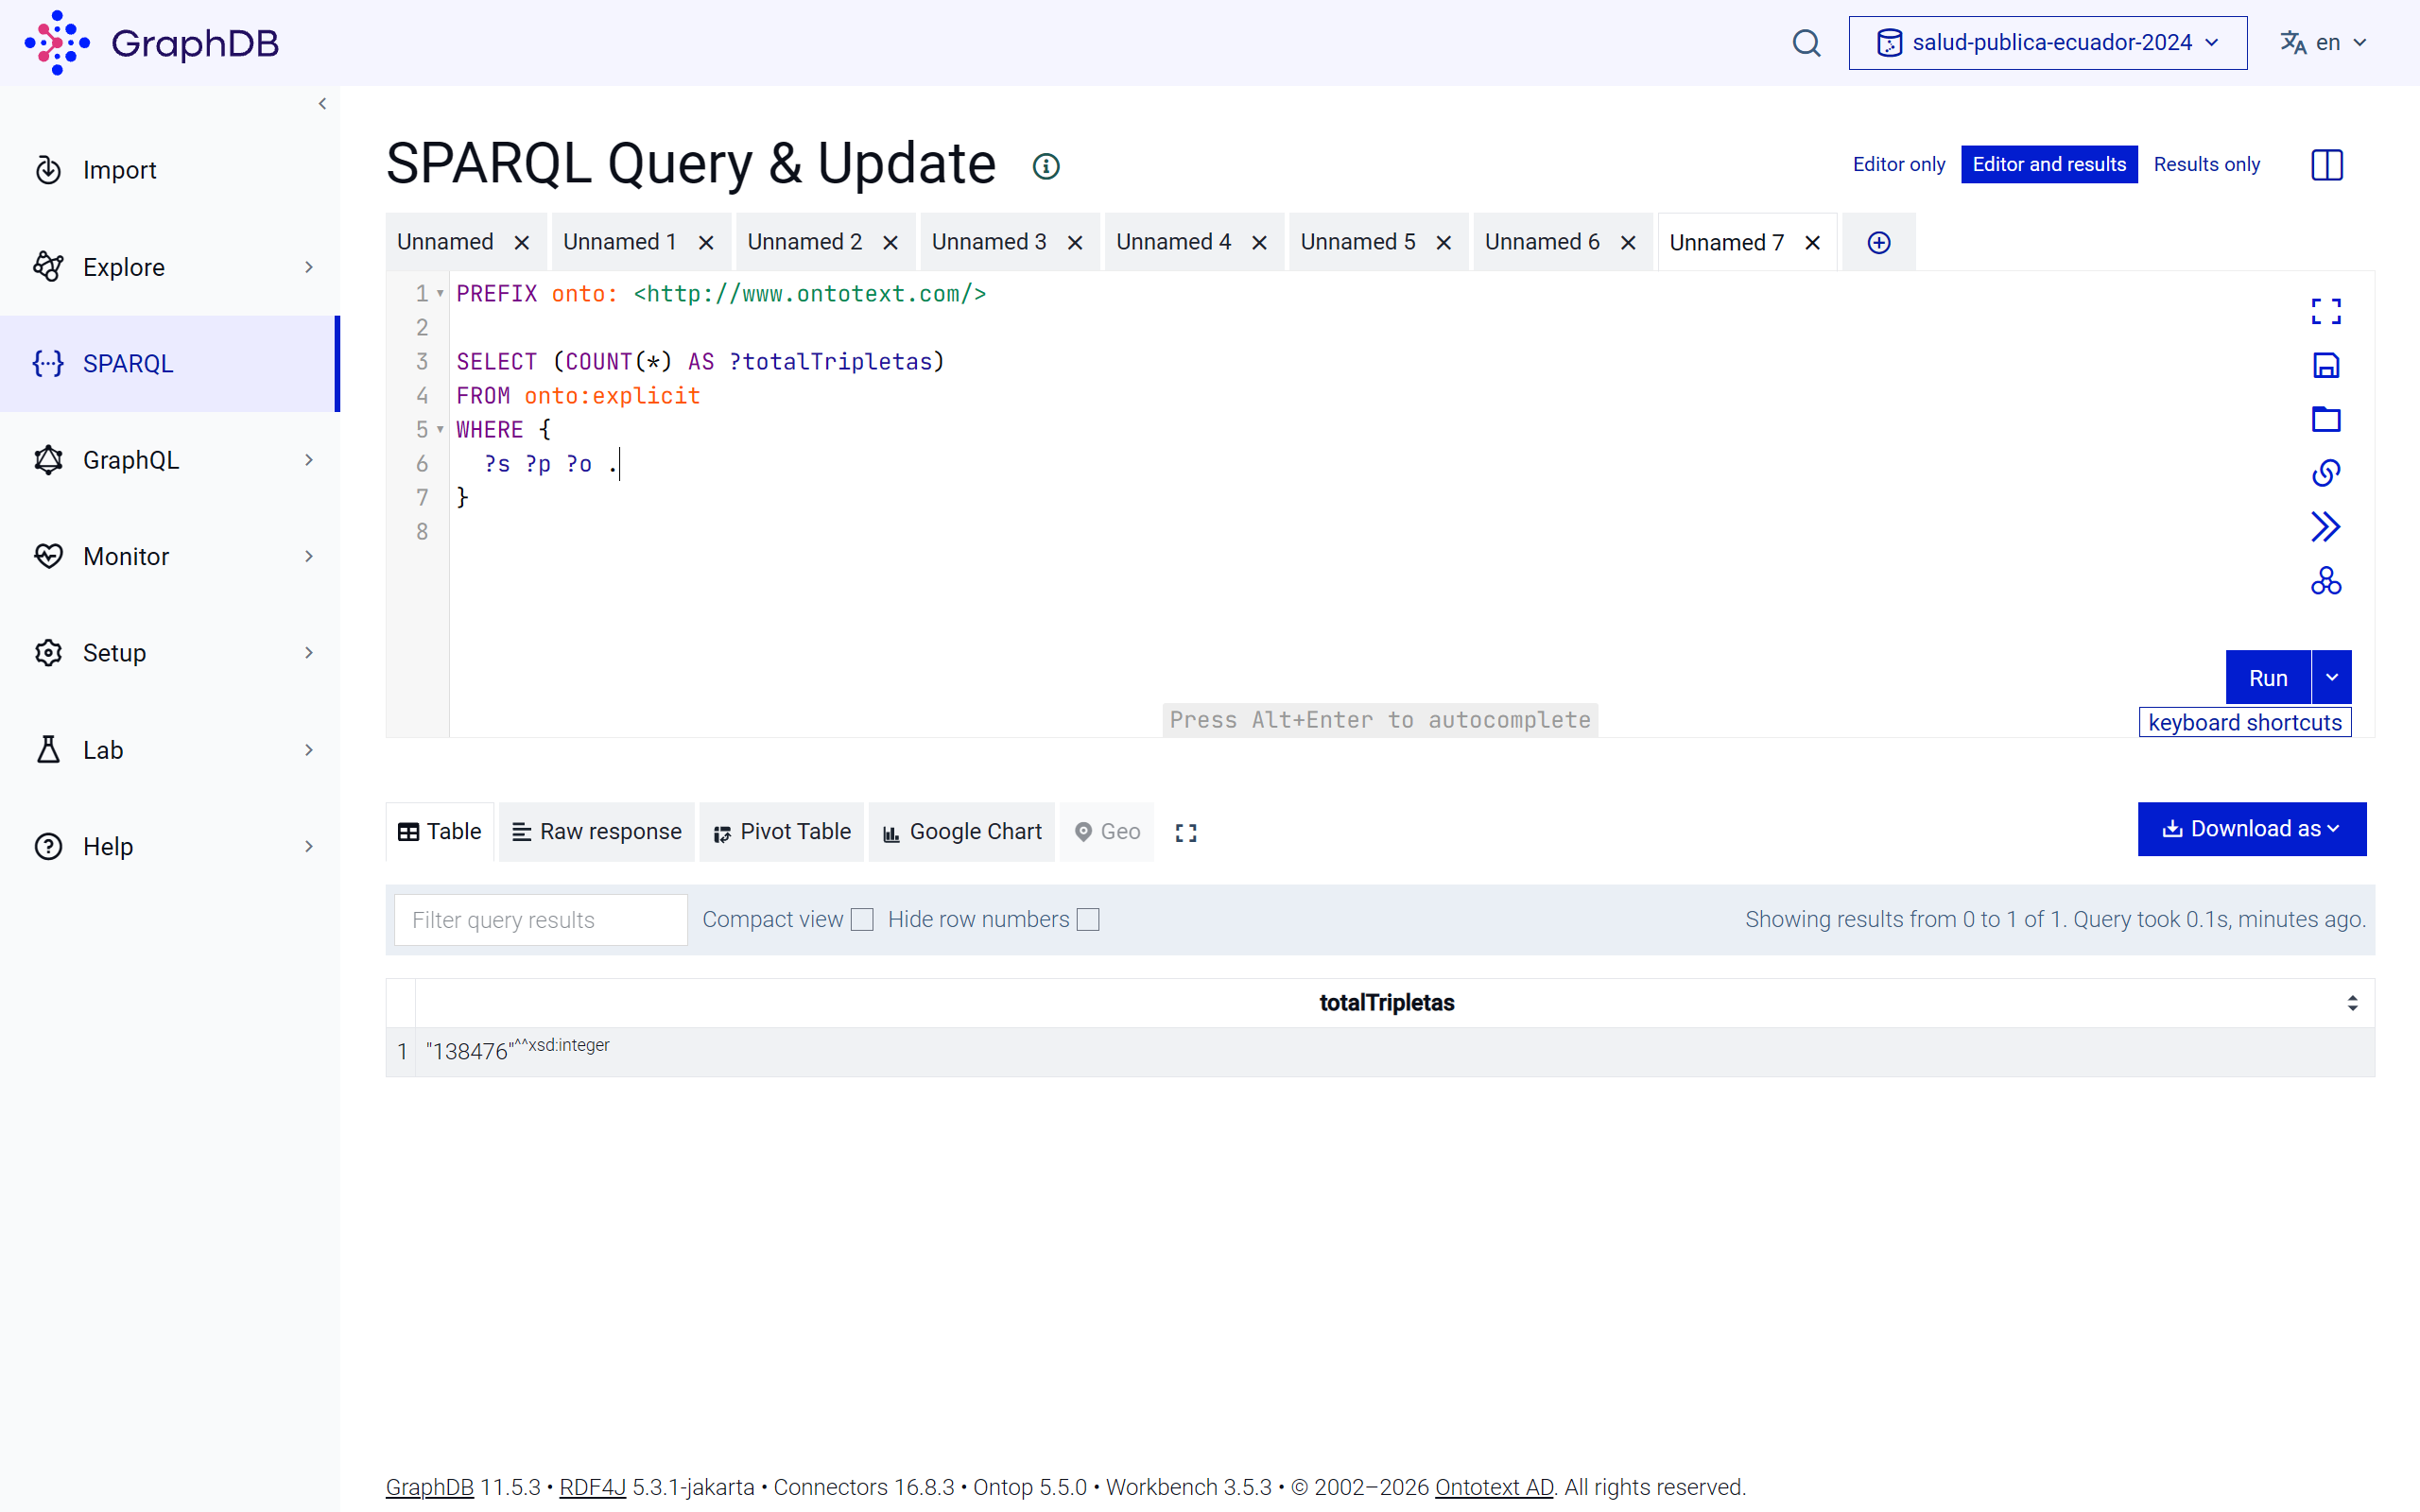 GraphDB
salud-publica-ecuador-2024
en
Import
Explore
SPARQL
GraphQL
Monitor
Setup
Lab
Help
SPARQL Query & Update
Editor only
Editor and results
Results only
Unnamed
Unnamed 1
Unnamed 2
Unnamed 3
Unnamed 4
Unnamed 5
Unnamed 6
Unnamed 7
1 PREFIX onto: <http://www.ontotext.com/>
2
3 SELECT (COUNT(*) AS ?totalTripletas)
4 FROM onto:explicit
5 WHERE {
6 ?s ?p ?o .
7 }
8
Run
Press Alt+Enter to autocomplete
keyboard shortcuts
Table
Raw response
Pivot Table
Google Chart
Geo
Download as
Filter query results
Compact view
Hide row numbers
Showing results from 0 to 1 of 1. Query took 0.1s, minutes ago.
totalTripletas
1 "138476"^^xsd:integer
GraphDB 11.5.3 • RDF4J 5.3.1-jakarta • Connectors 16.8.3 • Ontop 5.5.0 • Workbench 3.5.3 • © 2002–2026 Ontotext AD. All rights reserved.